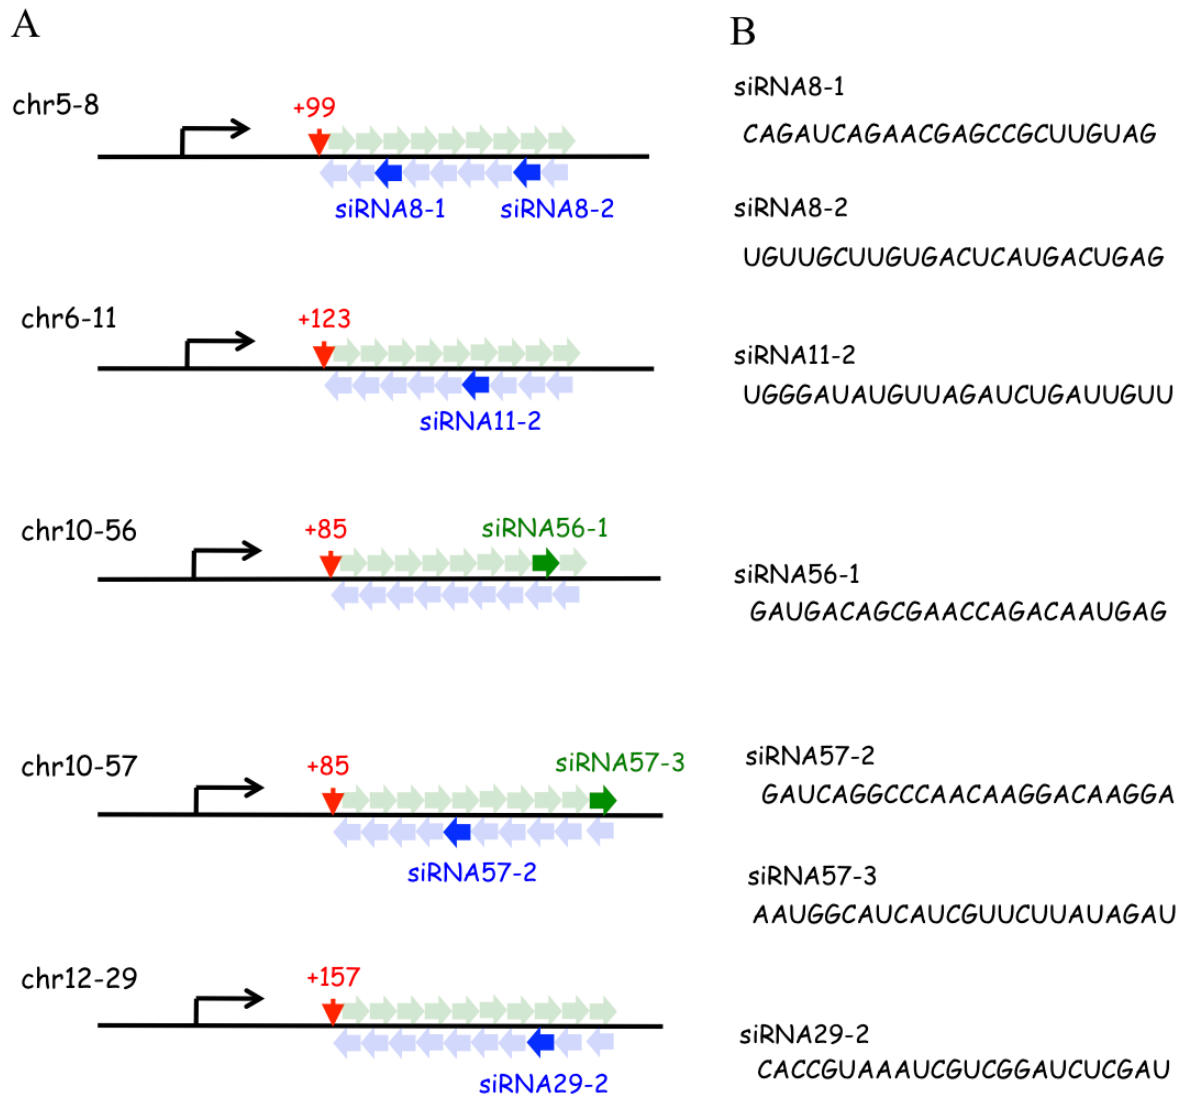 A
chr5-8
+99
siRNA8-1
siRNA8-2
chr6-11
+123
siRNA11-2
chr10-56
+85
siRNA56-1
chr10-57
+85
siRNA57-3
siRNA57-2
chr12-29
+157
siRNA29-2
B
siRNA8-1
CAGAUCAGAACGAGCCGCUUGUAG
siRNA8-2
UGUUGCUUGUGACUCAUGACUGAG
siRNA11-2
UGGGAUAUGUUAGAUCUGAUUGUU
siRNA56-1
GAUGACAGCGAACCAGACAAUGAG
siRNA57-2
GAUCAGGCCCAACAAGGACAAGGA
siRNA57-3
AAUGGCAUCAUCGUUCUUAUAGAU
siRNA29-2
CACCGUAAAUCGUCGGAUCUCGAU